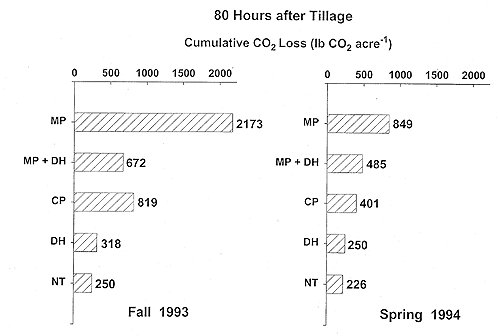 80 Hours after Tillage
Cumulative CO₂ Loss (lb CO₂ acre⁻¹)
0 500 1000 1500 2000
MP 2173
MP + DH 672
CP 819
DH 318
NT 250
Fall 1993
0 500 1000 1500 2000
MP 849
MP + DH 485
CP 401
DH 250
NT 226
Spring 1994